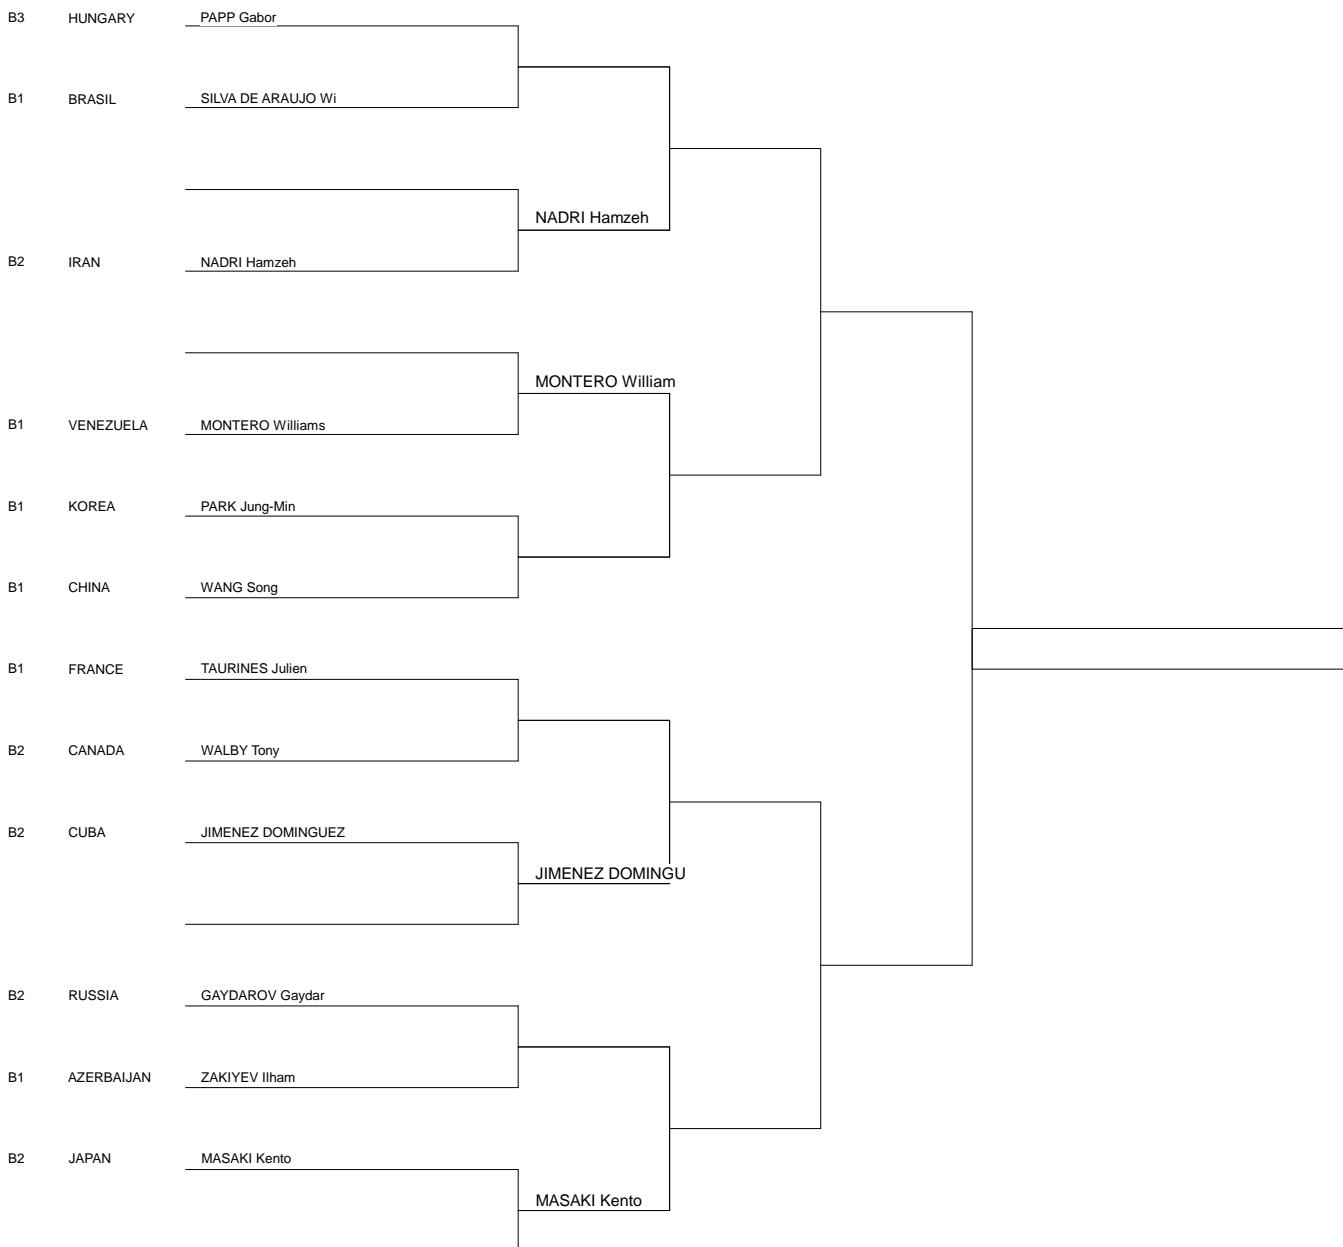 B3 HUNGARY PAPP Gabor
B1 BRASIL SILVA DE ARAUJO Wi
NADRI Hamzeh
B2 IRAN NADRI Hamzeh
MONTERO William
B1 VENEZUELA MONTERO Williams
B1 KOREA PARK Jung-Min
B1 CHINA WANG Song
B1 FRANCE TAURINES Julien
B2 CANADA WALBY Tony
B2 CUBA JIMENEZ DOMINGUEZ
JIMENEZ DOMINGU
B2 RUSSIA GAYDAROV Gaydar
B1 AZERBAIJAN ZAKIYEV Ilham
B2 JAPAN MASAKI Kento
MASAKI Kento